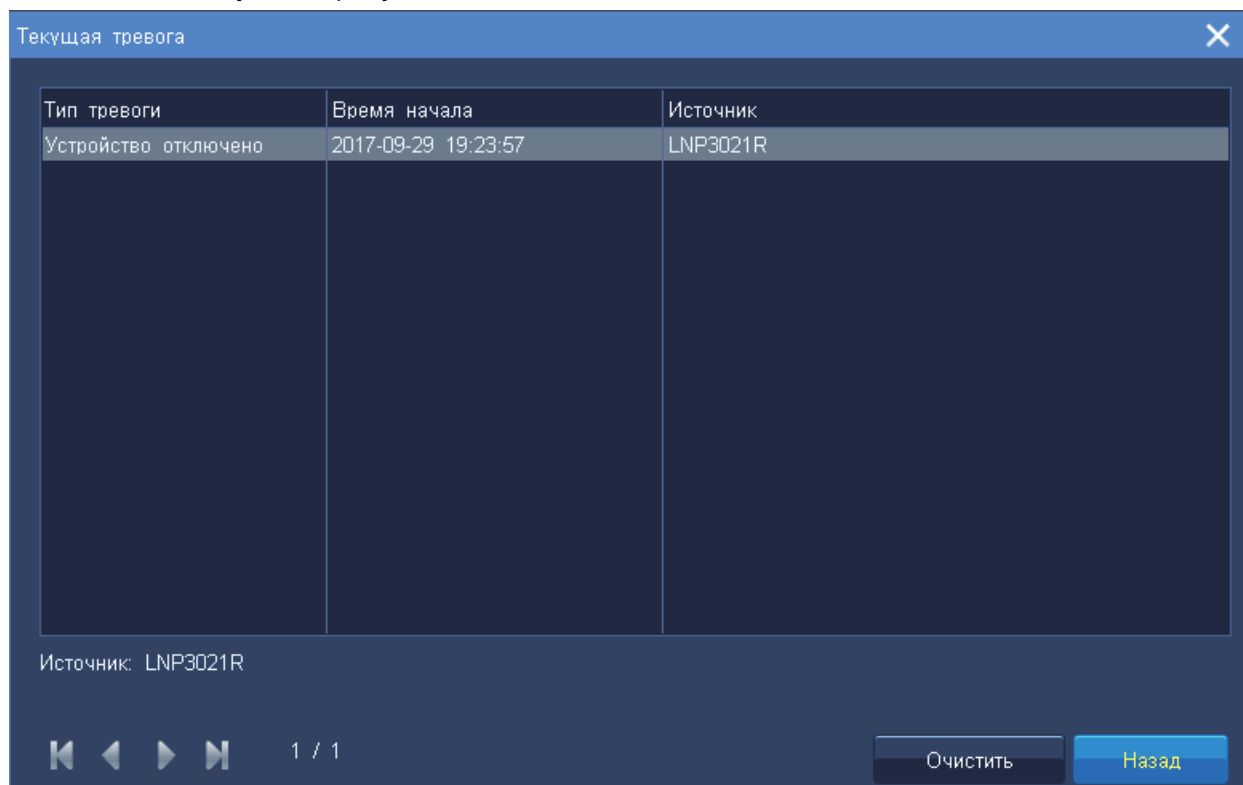 Текущая тревога
Тип тревоги Время начала Источник
Устройство отключено 2017-09-29 19:23:57 LNP3021R
Источник: LNP3021R
1 / 1
Очистить Назад